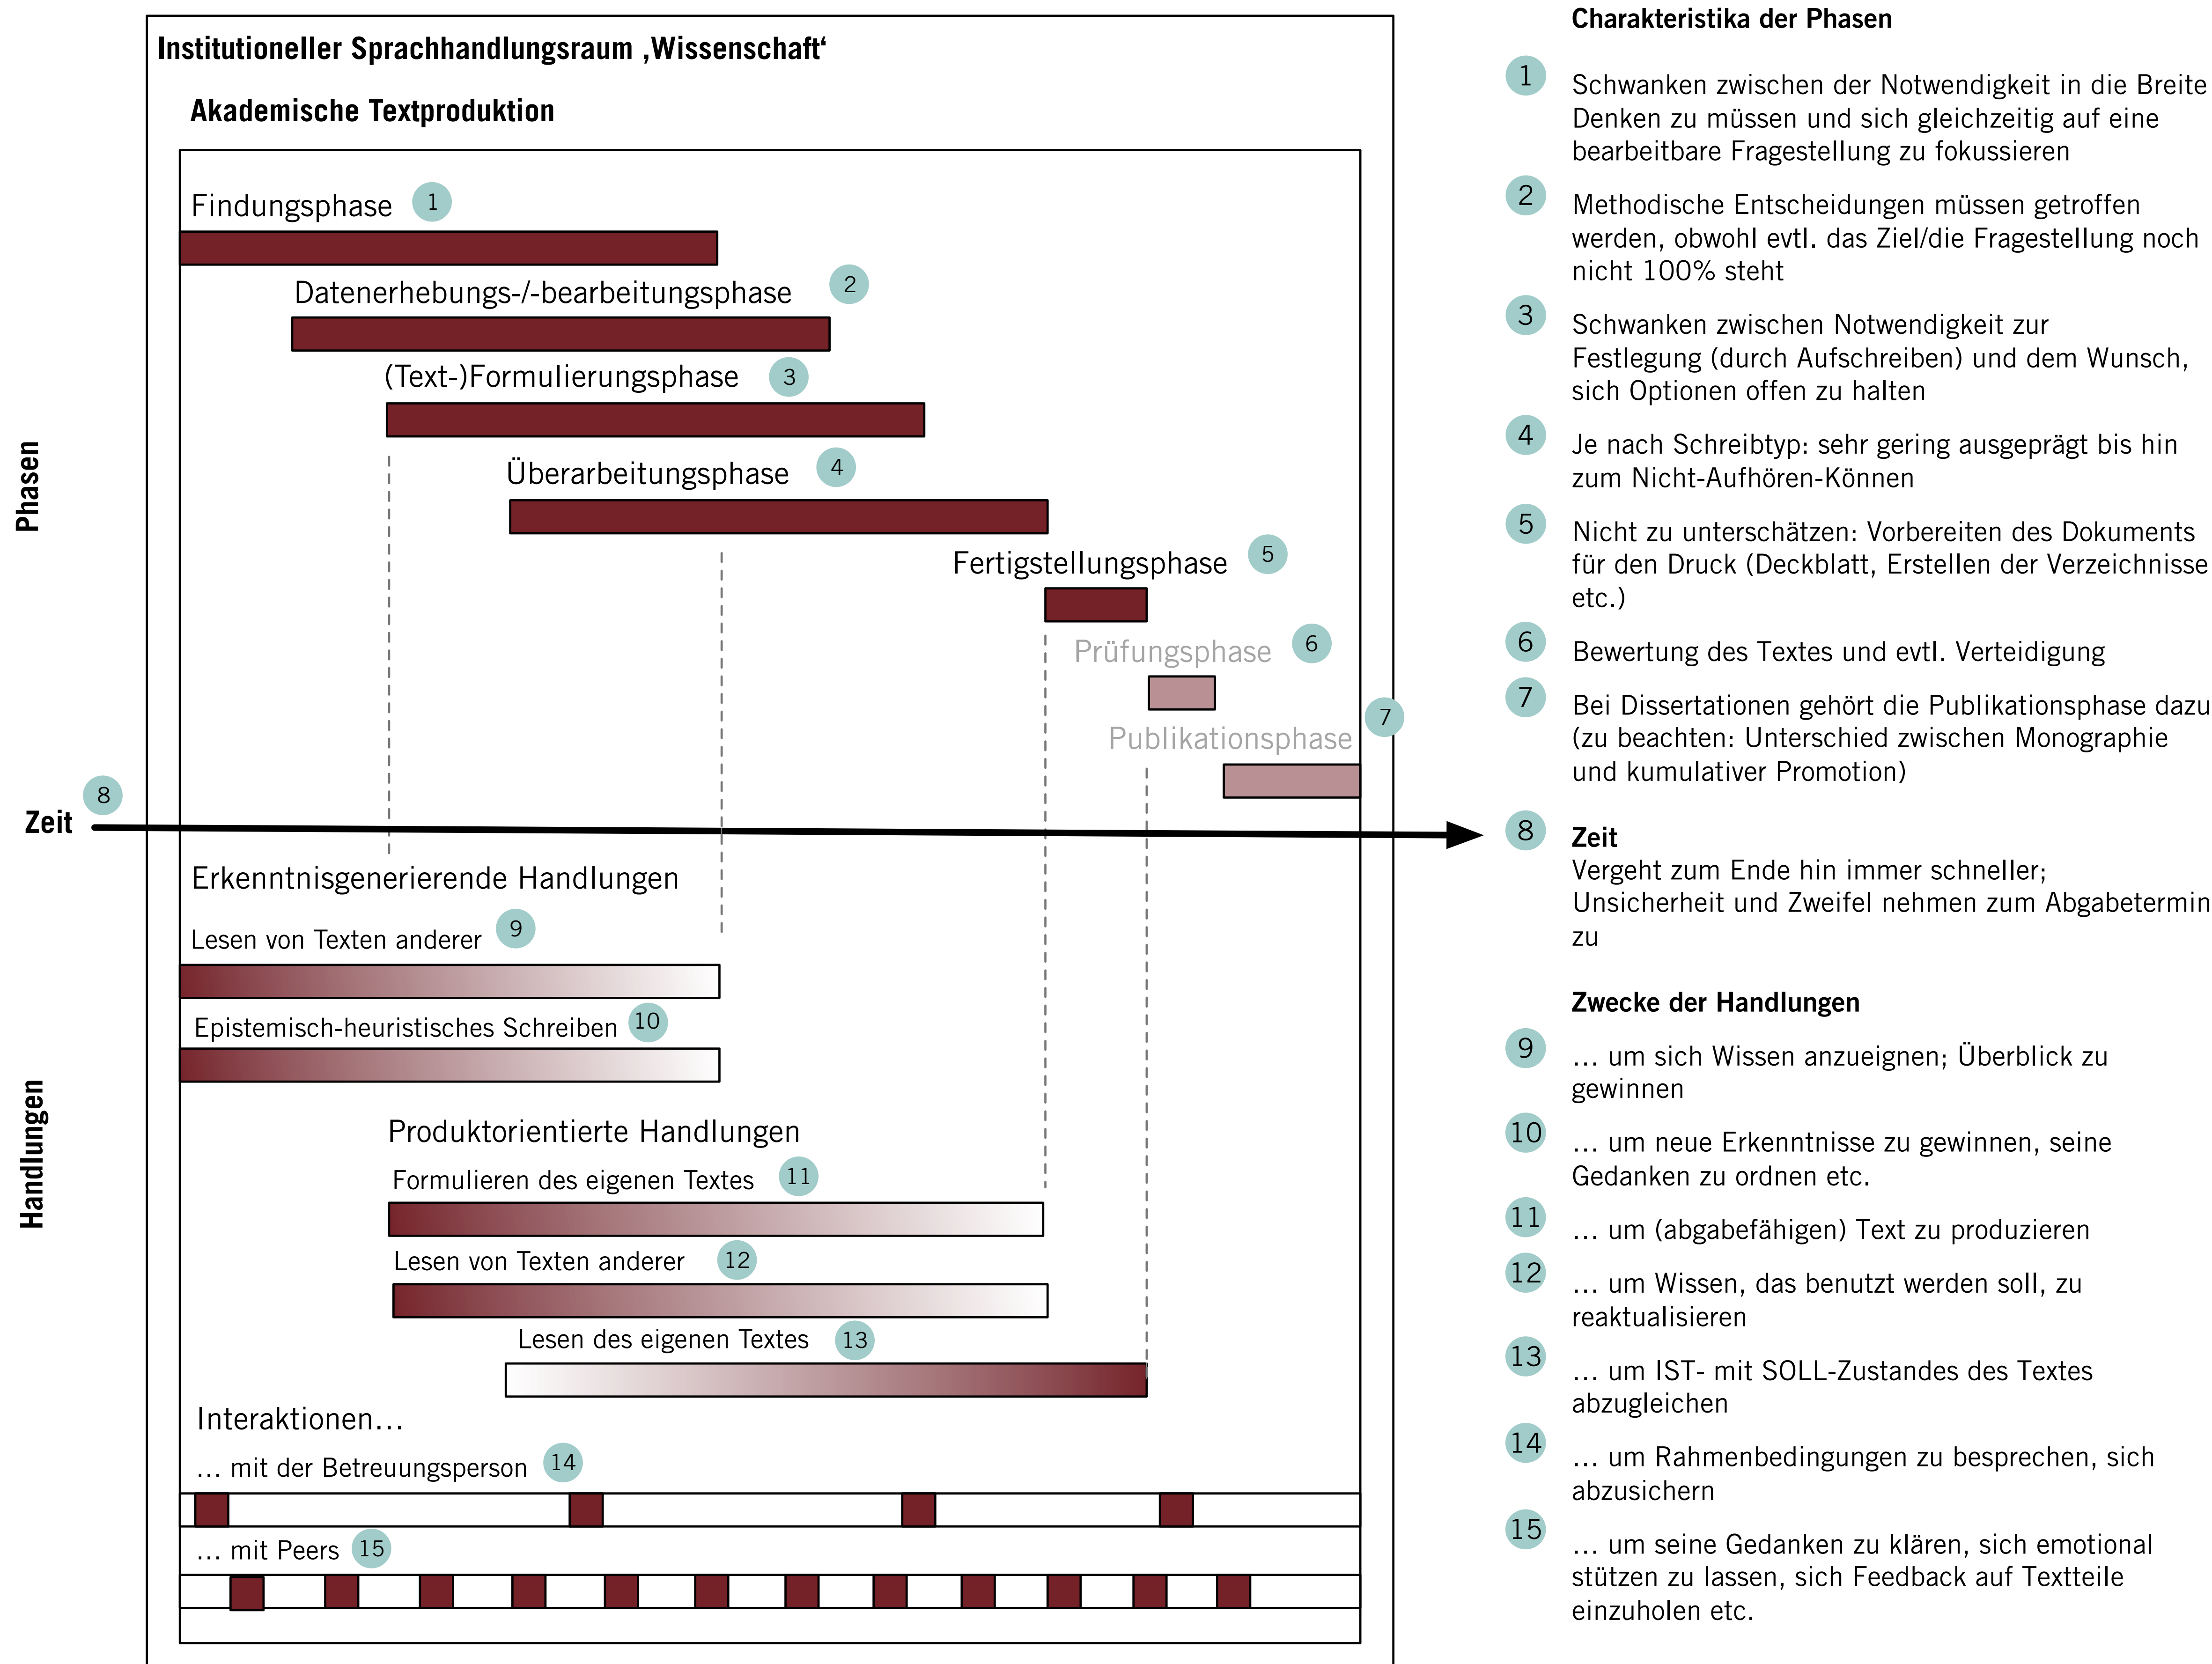 Institutioneller Sprachhandlungsraum ‚Wissenschaft‘
Akademische Textproduktion
Phasen
Findungsphase 1
Datenerhebungs-/-bearbeitungsphase 2
(Text-)Formulierungsphase 3
Überarbeitungsphase 4
Fertigstellungsphase 5
Prüfungsphase 6
Publikationsphase 7
Zeit 8
Handlungen
Erkenntnisgenerierende Handlungen
Lesen von Texten anderer 9
Epistemisch-heuristisches Schreiben 10
Produktorientierte Handlungen
Formulieren des eigenen Textes 11
Lesen von Texten anderer 12
Lesen des eigenen Textes 13
Interaktionen...
... mit der Betreuungsperson 14
... mit Peers 15
Charakteristika der Phasen
1 Schwanken zwischen der Notwendigkeit in die Breite
Denken zu müssen und sich gleichzeitig auf eine
bearbeitbare Fragestellung zu fokussieren
2 Methodische Entscheidungen müssen getroffen
werden, obwohl evtl. das Ziel/die Fragestellung noch
nicht 100% steht
3 Schwanken zwischen Notwendigkeit zur
Festlegung (durch Aufschreiben) und dem Wunsch,
sich Optionen offen zu halten
4 Je nach Schreibtyp: sehr gering ausgeprägt bis hin
zum Nicht-Aufhören-Können
5 Nicht zu unterschätzen: Vorbereiten des Dokuments
für den Druck (Deckblatt, Erstellen der Verzeichnisse
etc.)
6 Bewertung des Textes und evtl. Verteidigung
7 Bei Dissertationen gehört die Publikationsphase dazu
(zu beachten: Unterschied zwischen Monographie
und kumulativer Promotion)
8 Zeit
Vergeht zum Ende hin immer schneller;
Unsicherheit und Zweifel nehmen zum Abgabetermin
zu
Zwecke der Handlungen
9 ... um sich Wissen anzueignen; Überblick zu
gewinnen
10 ... um neue Erkenntnisse zu gewinnen, seine
Gedanken zu ordnen etc.
11 ... um (abgabefähigen) Text zu produzieren
12 ... um Wissen, das benutzt werden soll, zu
reaktualisieren
13 ... um IST- mit SOLL-Zustandes des Textes
abzugleichen
14 ... um Rahmenbedingungen zu besprechen, sich
abzusichern
15 ... um seine Gedanken zu klären, sich emotional
stützen zu lassen, sich Feedback auf Textteile
einzuholen etc.